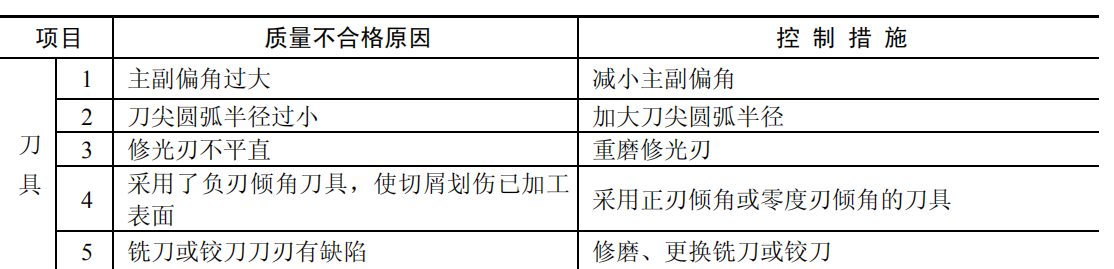 项目 质量不合格原因 控制措施
刀具 1 主副偏角过大 减小主副偏角
2 刀尖圆弧半径过小 加大刀尖圆弧半径
3 修光刃不平直 重磨修光刃
4 采用了负刃倾角刀具，使切屑划伤已加工
表面 采用正刃倾角或零度刃倾角的刀具
5 铣刀或铰刀刀刃有缺陷 修磨、更换铣刀或铰刀